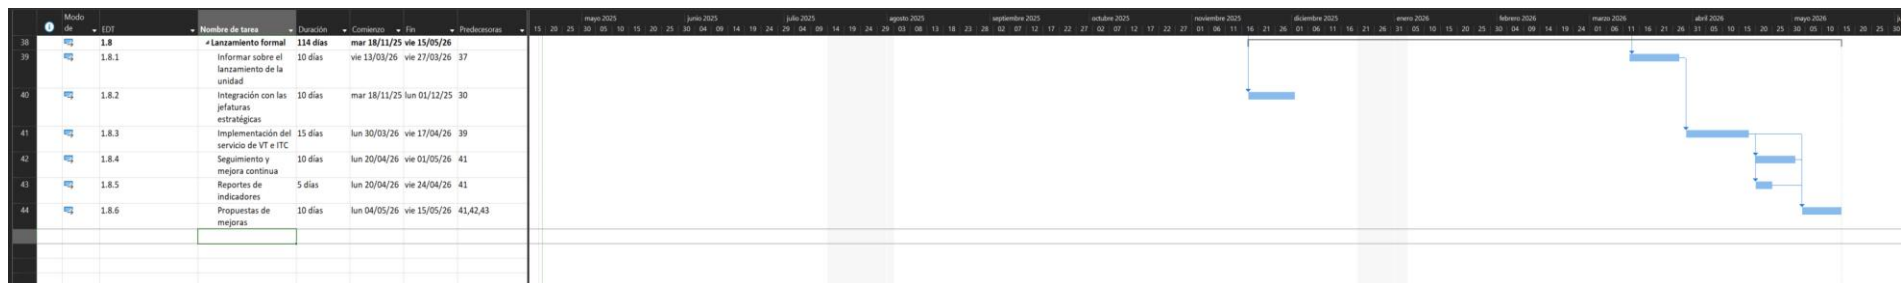 mayo 2025 junio 2025 julio 2025 agosto 2025 septiembre 2025 octubre 2025 noviembre 2025 diciembre 2025 enero 2026 febrero 2026 marzo 2026 abril 2026 mayo 2026
Modo de EDT Nombre de tarea Duración Comienzo Fin Predecesoras
38 1.8 Lanzamiento formal 114 días mar 18/11/25 vie 15/05/26
39 1.8.1 Informar sobre el 10 días vie 13/03/26 vie 27/03/26 37
lanzamiento de la
unidad
40 1.8.2 Integración con las 10 días mar 18/11/25 lun 01/12/25 30
jefaturas
estratégicas
41 1.8.3 Implementación del 15 días lun 30/03/26 vie 17/04/26 39
servicio de VT e ITC
42 1.8.4 Seguimiento y 10 días lun 20/04/26 vie 01/05/26 41
mejora continua
43 1.8.5 Reportes de 5 días lun 20/04/26 vie 24/04/26 41
indicadores
44 1.8.6 Propuestas de 10 días lun 04/05/26 vie 15/05/26 41,42,43
mejoras